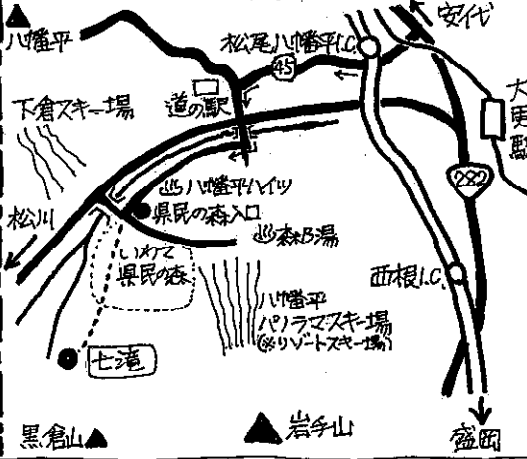 八幡平
松尾八幡平I.C.
安代
45
道の駅
大更駅
下倉スキー場
282
八幡平ハイツ
県民の森入口
松川
森の湯
いわて
県民の森
西根I.C.
八幡平
パノラマスキー場
(※リゾートスキー場)
七滝
黒倉山
岩手山
盛岡